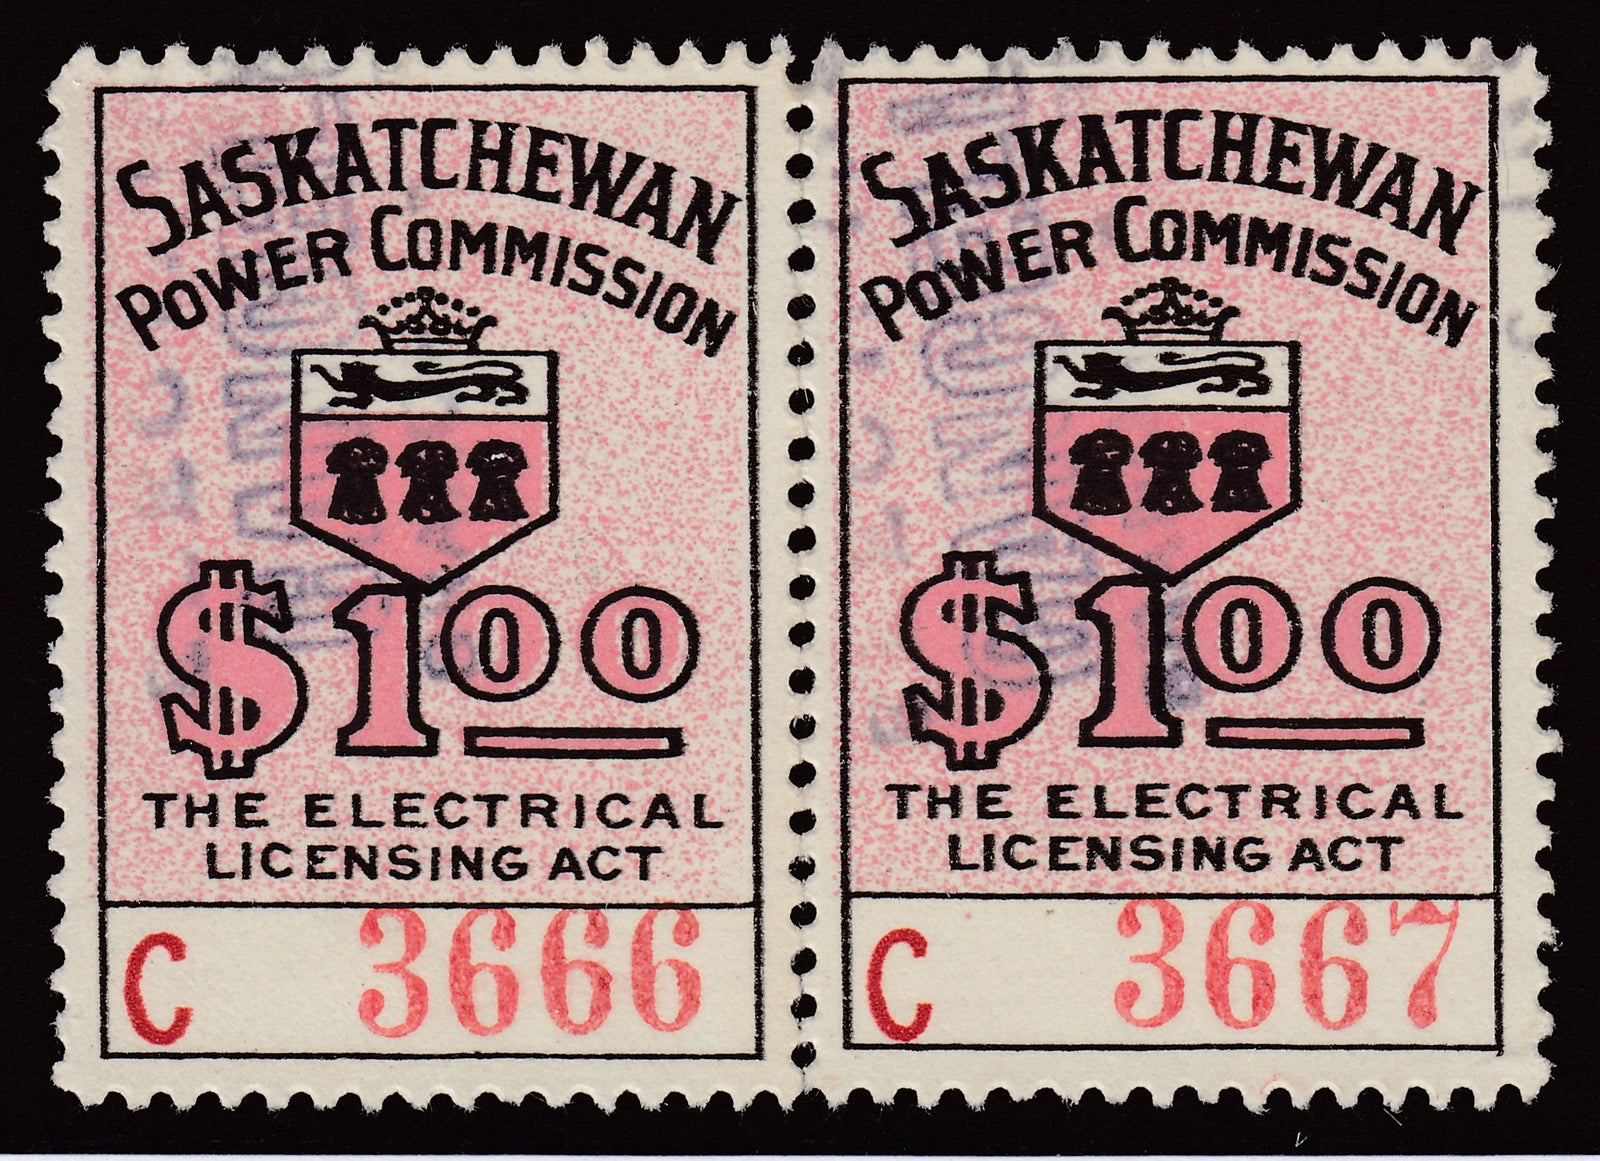 SASKATCHEWAN
POWER COMMISSION
$1.00
THE ELECTRICAL
LICENSING ACT
C 3666
SASKATCHEWAN
POWER COMMISSION
$1.00
THE ELECTRICAL
LICENSING ACT
C 3667